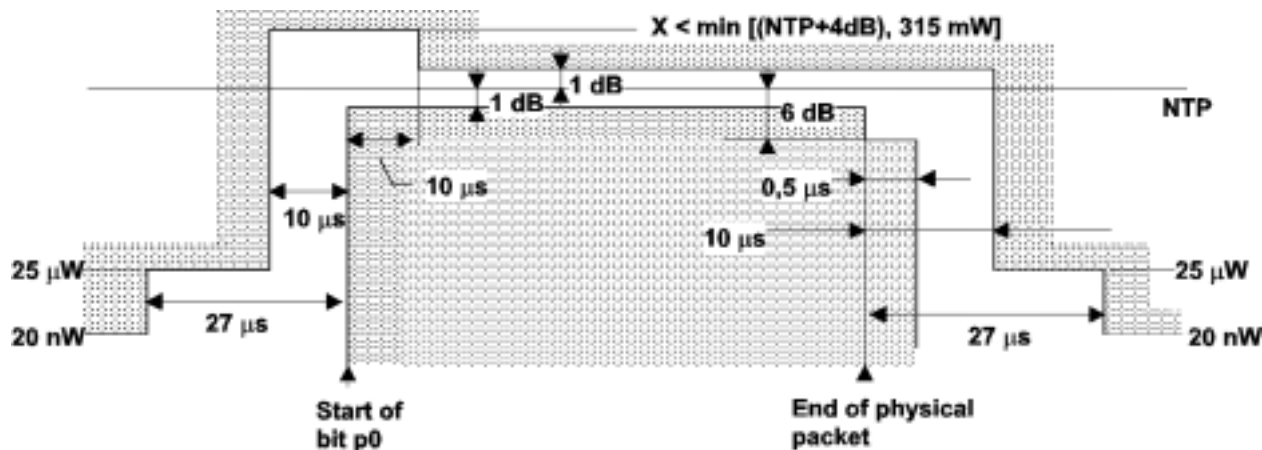 X < min [(NTP+4dB), 315 mW]
1 dB
1 dB
6 dB
NTP
10 μs
0,5 μs
10 μs
10 μs
25 μW
25 μW
27 μs
27 μs
20 nW
20 nW
Start of
bit p0
End of physical
packet